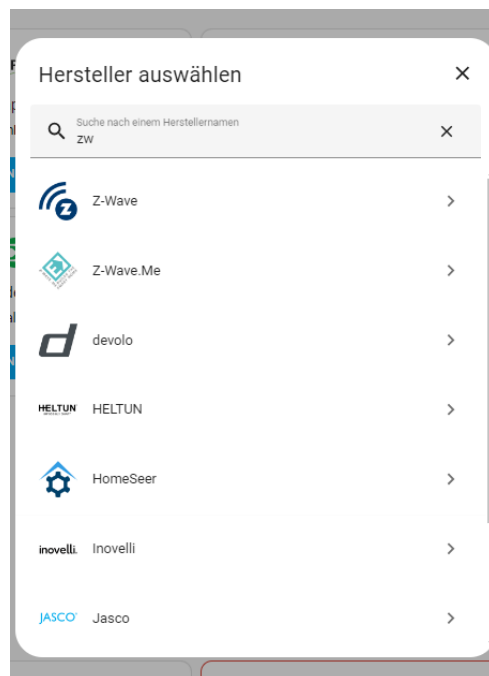 Hersteller auswählen
Suche nach einem Herstellernamen
zw
Z-Wave
Z-Wave.Me
devolo
HELTUN HELTUN
HomeSeer
inovelli. Inovelli
JASCO Jasco